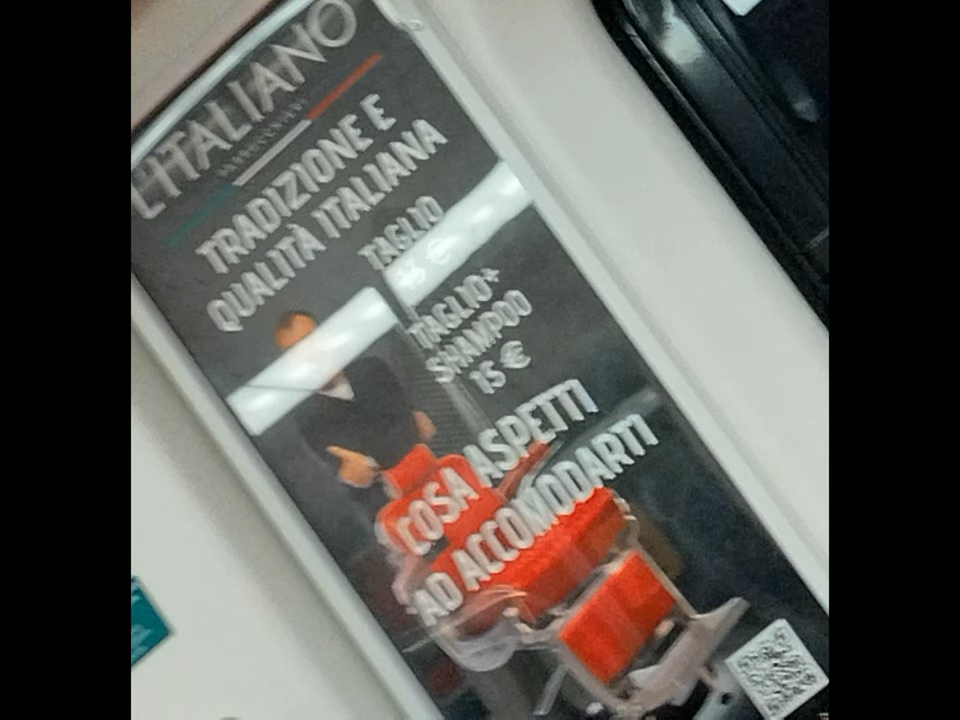 L'ITALIANO
TRADIZIONE E
QUALITÀ ITALIANA
TAGLIO
€
TAGLIO+
SHAMPOO
15 €
COSA ASPETTI
AD ACCOMODARTI